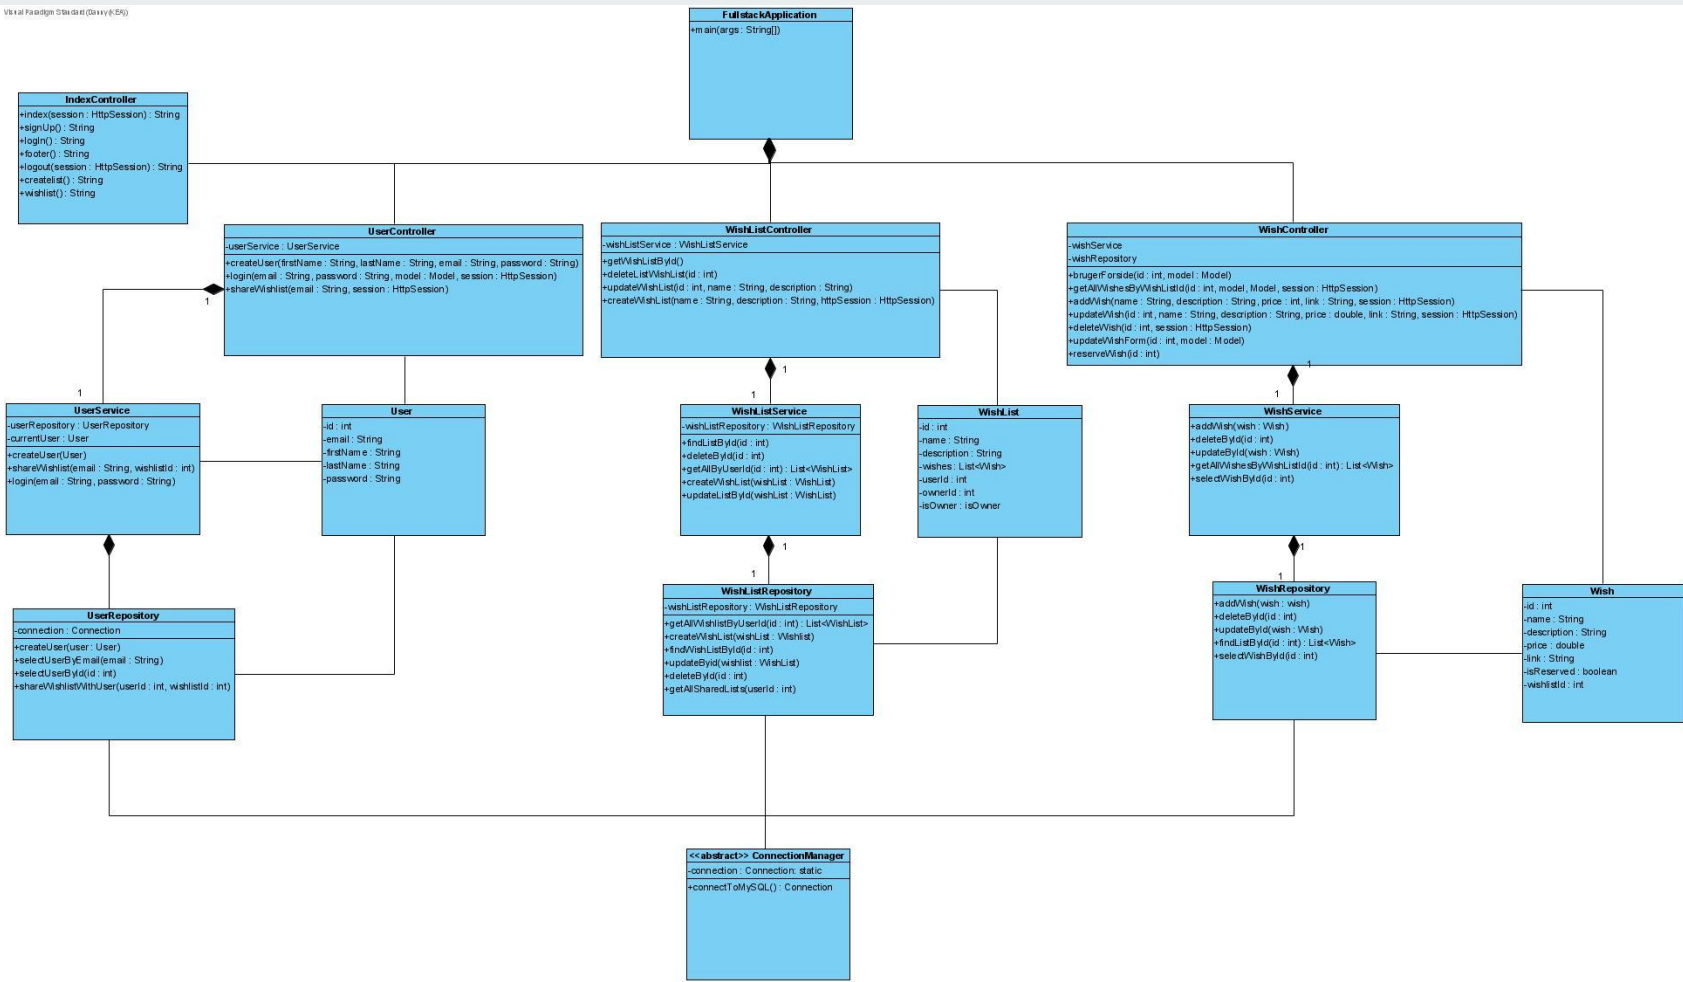 Visual Paradigm Standard (Danny (KEA))
FullstackApplication
+main(args : String[])
IndexController
+index(session : HttpSession) : String
+signUp() : String
+logIn() : String
+footer() : String
+logout(session : HttpSession) : String
+createlist() : String
+wishlist() : String
UserController
-userService : UserService
+createUser(firstName : String, lastName : String, email : String, password : String)
+login(email : String, password : String, model : Model, session : HttpSession)
+shareWishlist(email : String, session : HttpSession)
WishListController
-wishListService : WishListService
+getWishListById()
+deleteListWishList(id : int)
+updateWishList(id : int, name : String, description : String)
+createWishList(name : String, description : String, httpSession : HttpSession)
WishController
-wishService
-wishRepository
+brugerForside(id : int, model : Model)
+getAllWishesByWishListId(id : int, model, Model, session : HttpSession)
+addWish(name : String, description : String, price : int, link : String, session : HttpSession)
+updateWish(id : int, name : String, description : String, price : double, link : String, session : HttpSession)
+deleteWish(id : int, session : HttpSession)
+updateWishForm(id : int, model : Model)
+reserveWish(id : int)
1
1
1
1
1
1
UserService
-userRepository : UserRepository
-currentUser : User
+createUser(User)
+shareWishlist(email : String, wishlistId : int)
+login(email : String, password : String)
User
-id : int
-email : String
-firstName : String
-lastName : String
-password : String
WishListService
-wishListRepository : WishListRepository
+findListById(id : int)
+deleteById(id : int)
+getAllByUserId(id : int) : List<WishList>
+createWishList(wishList : WishList)
+updateListById(wishList : WishList)
WishList
-id : int
-name : String
-description : String
-wishes : List<Wish>
-userId : int
-ownerId : int
-isOwner : isOwner
WishService
+addWish(wish : Wish)
+deleteById(id : int)
+updateById(wish : Wish)
+getAllWishesByWishListId(id : int) : List<Wish>
+selectWishById(id : int)
1
1
1
1
UserRepository
-connection : Connection
+createUser(user : User)
+selectUserByEmail(email : String)
+selectUserById(id : int)
+shareWishlistWithUser(userId : int, wishlistId : int)
WishListRepository
-wishListRepository : WishListRepository
+getAllWishlistByUserId(id : int) : List<WishList>
+createWishList(wishList : Wishlist)
+findWishListById(id : int)
+updateByid(wishlist : WishList)
+deleteById(id : int)
+getAllSharedLists(userId : int)
WishRepository
+addWish(wish : wish)
+deleteById(id : int)
+updateById(wish : Wish)
+findListById(id : int) : List<Wish>
+selectWishById(id : int)
Wish
-id : int
-name : String
-description : String
-price : double
-link : String
-isReserved : boolean
-wishlistId : int
<<abstract>> ConnectionManager
-connection : Connection: static
+connectToMySQL() : Connection